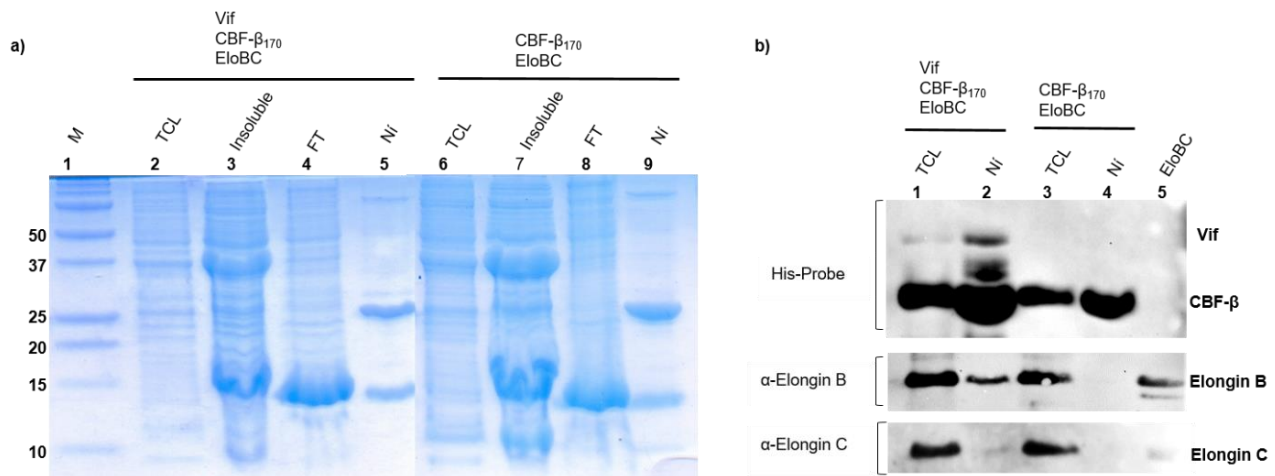 a)
Vif
CBF-β170
EloBC
CBF-β170
EloBC
M
TCL
Insoluble
FT
Ni
TCL
Insoluble
FT
Ni
1 2 3 4 5 6 7 8 9
50
37
25
20
15
10
b)
Vif
CBF-β170
EloBC
CBF-β170
EloBC
TCL
Ni
TCL
Ni
EloBC
1 2 3 4 5
His-Probe
Vif
CBF-β
α-Elongin B
Elongin B
α-Elongin C
Elongin C